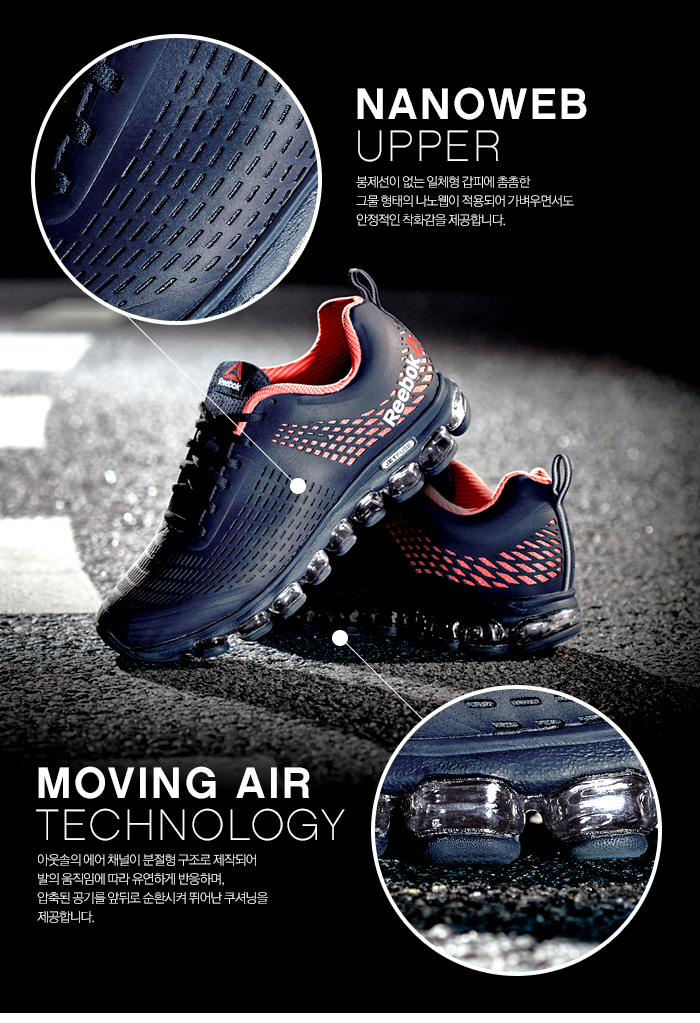 NANOWEB
UPPER
봉제선이 없는 일체형 갑피에 촘촘한
그물 형태의 나노웹이 적용되어 가벼우면서도
안정적인 착화감을 제공합니다.
Reebok
Reebok
JETFUSE
MOVING AIR
TECHNOLOGY
아웃솔의 에어 채널이 분절형 구조로 제작되어
발의 움직임에 따라 유연하게 반응하며,
압축된 공기를 앞뒤로 순환시켜 뛰어난 쿠셔닝을
제공합니다.